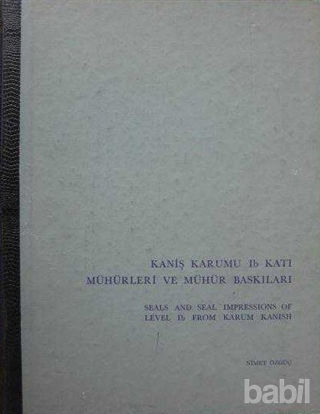 KANİŞ KARUMU Ib KATI
MÜHÜRLERİ VE MÜHÜR BASKILARI
SEALS AND SEAL IMPRESSIONS OF
LEVEL Ib FROM KARUM KANISH
NİMET ÖZGÜÇ
babil
.com